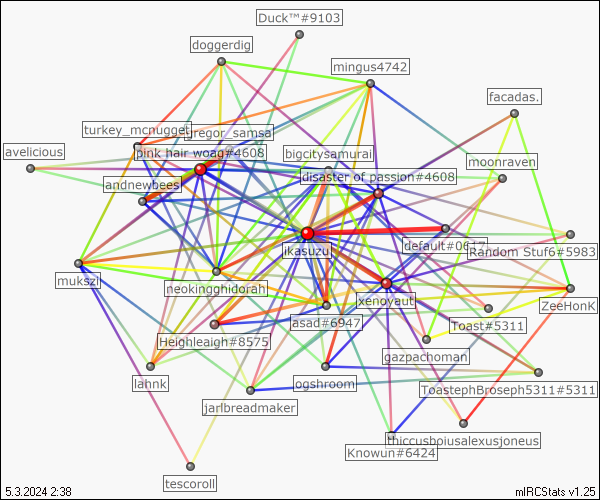 Duck™#9103
doggerdig
mingus4742
facadas.
turkey_mcnugget
gregor_samsa
avelicious
pink hair woag#4608
bigcitysamurai
moonraven
disaster of passion#4608
andnewbees
ikasuzu
default#0617
Random Stuf6#5983
mukszi
neokingghidorah
xenoyaut
ZeeHonK
asad#6947
Toast#5311
Heighleaigh#8575
gazpachoman
lahnk
ogshroom
ToastephBroseph5311#5311
jarlbreadmaker
thiccusboiusalexusjoneus
Knowun#6424
tescoroll
5.3.2024 2:38
mIRCStats v1.25